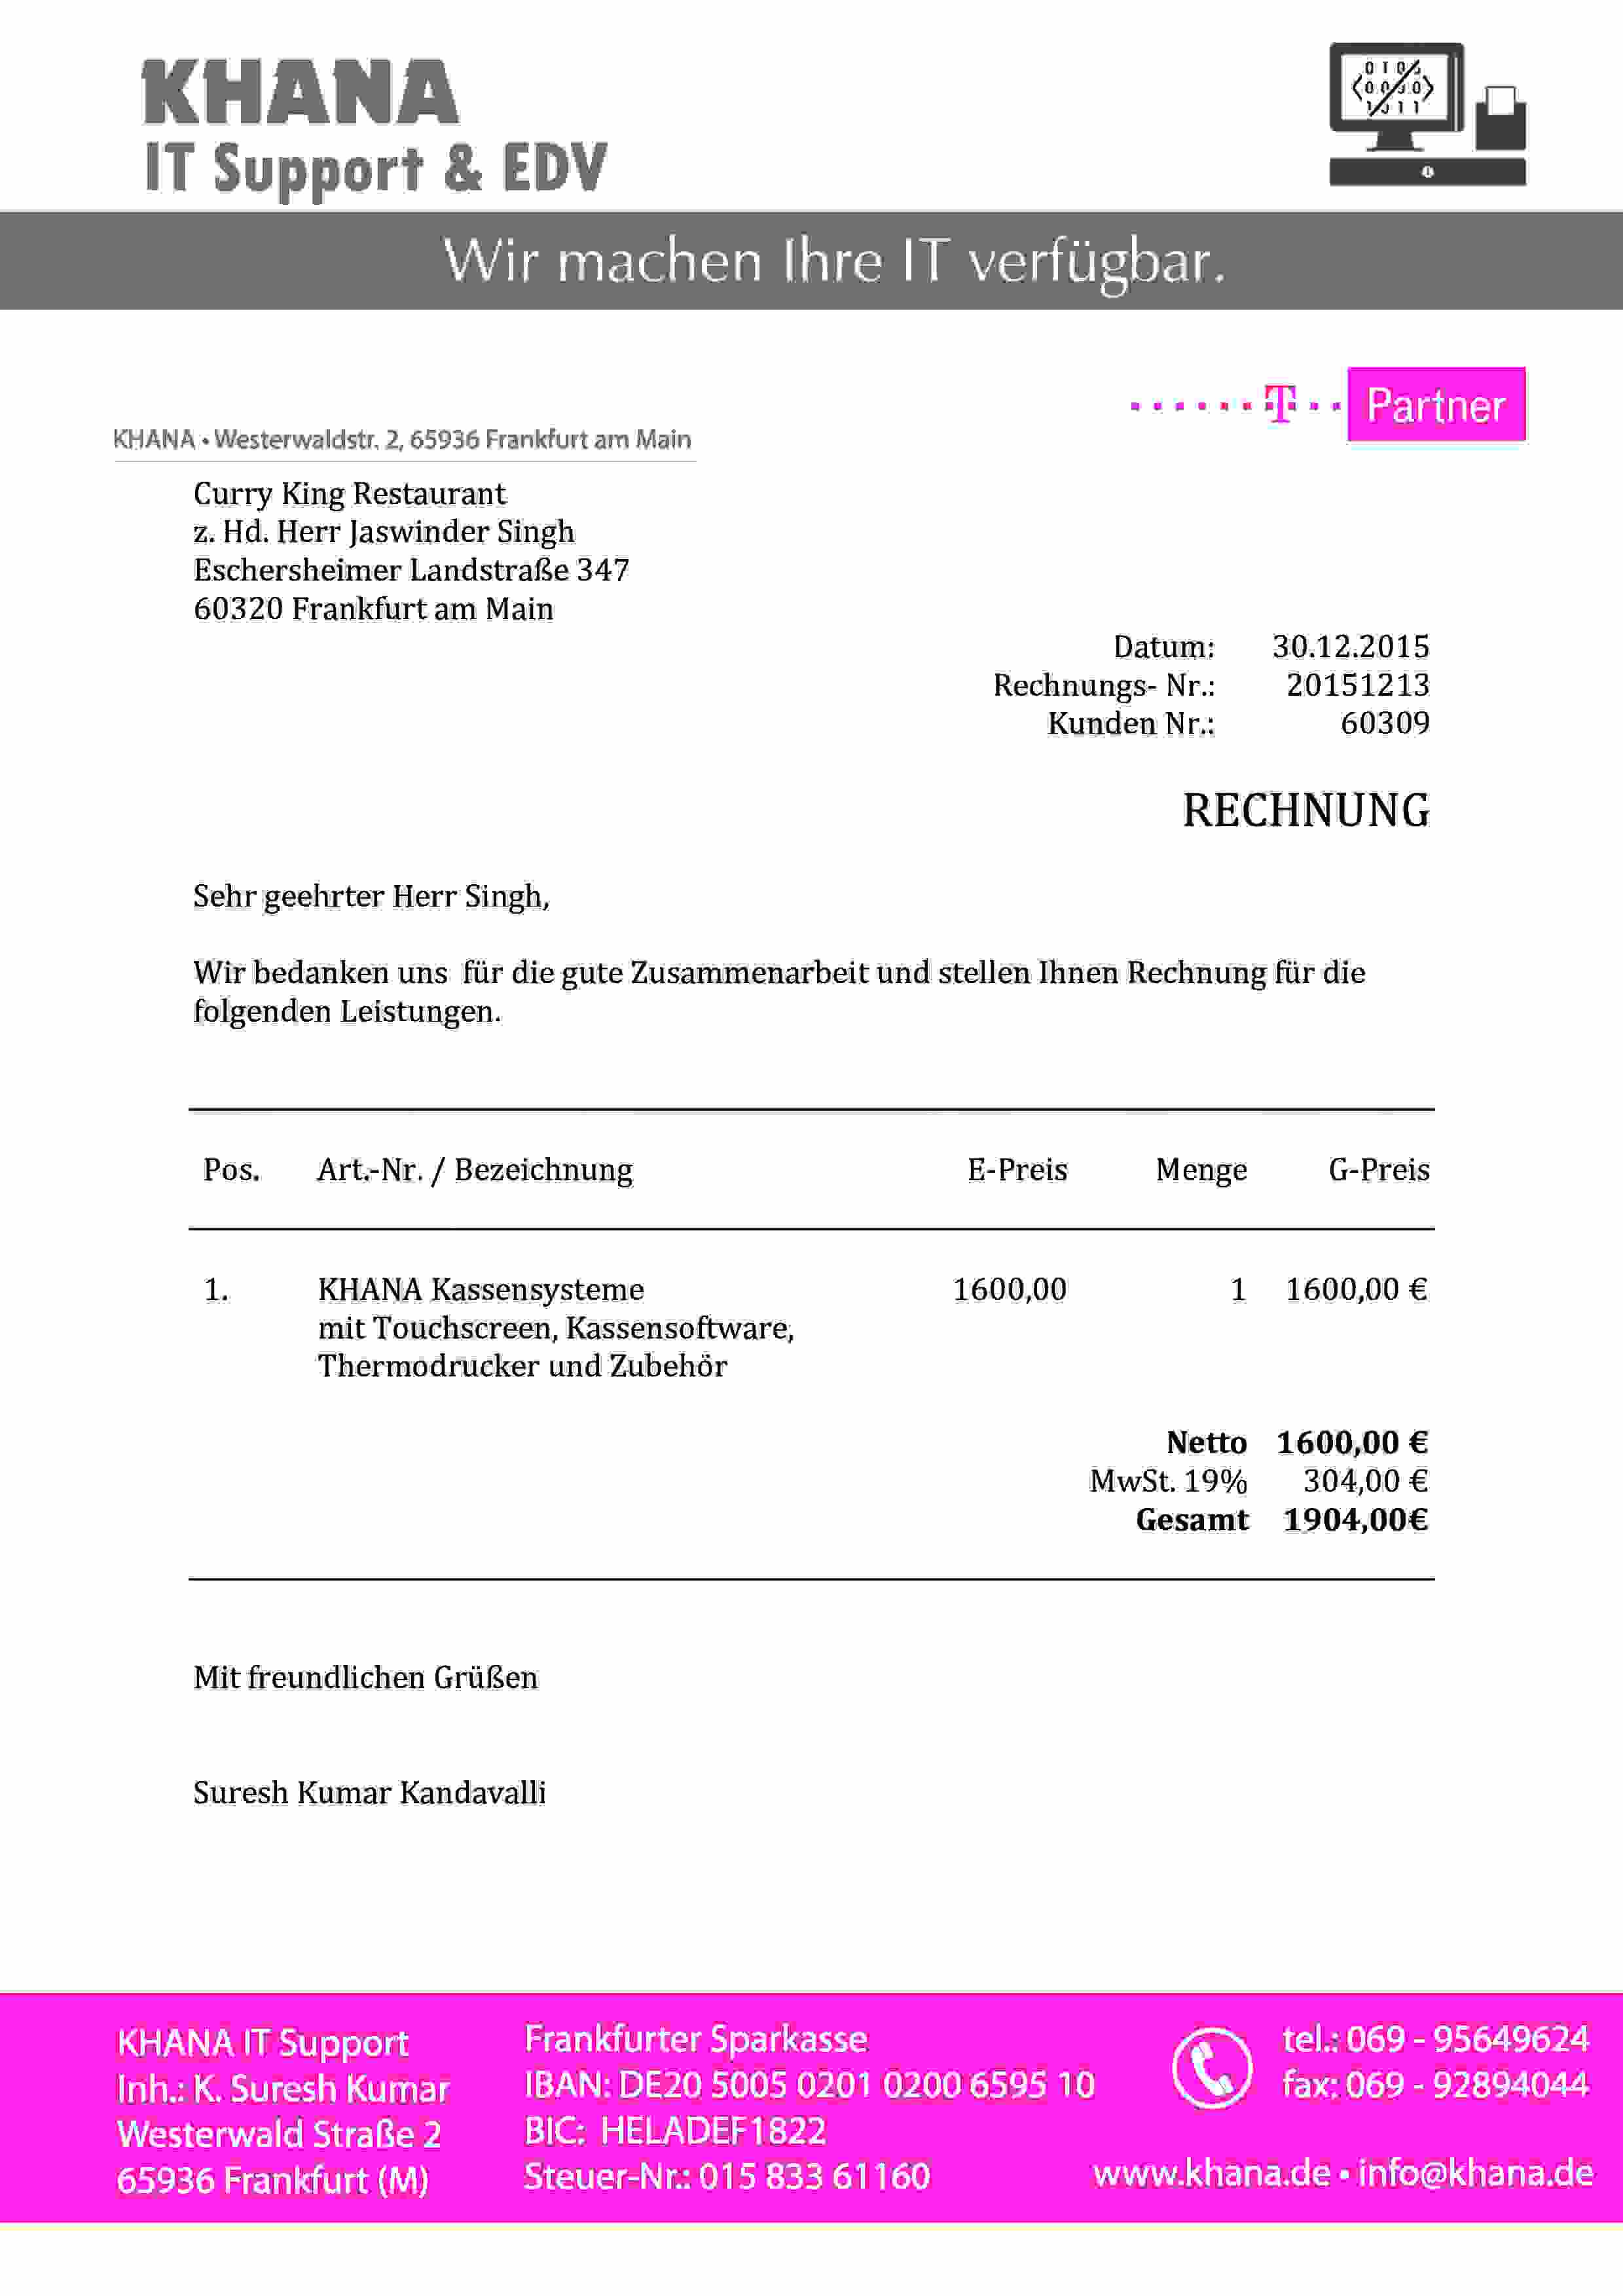 KHANA
IT Support & EDV
Wir machen Ihre IT verfügbar.
T Partner
KHANA • Westerwaldstr. 2, 65936 Frankfurt am Main
Curry King Restaurant
z. Hd. Herr Jaswinder Singh
Eschersheimer Landstraße 347
60320 Frankfurt am Main
Datum: 30.12.2015
Rechnungs- Nr.: 20151213
Kunden Nr.: 60309
RECHNUNG
Sehr geehrter Herr Singh,
Wir bedanken uns für die gute Zusammenarbeit und stellen Ihnen Rechnung für die
folgenden Leistungen.
Pos. Art.-Nr. / Bezeichnung E-Preis Menge G-Preis
1. KHANA Kassensysteme 1600,00 1 1600,00 €
mit Touchscreen, Kassensoftware,
Thermodrucker und Zubehör
Netto 1600,00 €
MwSt. 19% 304,00 €
Gesamt 1904,00€
Mit freundlichen Grüßen
Suresh Kumar Kandavalli
KHANA IT Support
Inh.: K. Suresh Kumar
Westerwald Straße 2
65936 Frankfurt (M)
Frankfurter Sparkasse
IBAN: DE20 5005 0201 0200 6595 10
BIC: HELADEF1822
Steuer-Nr.: 015 833 61160
tel.: 069 - 95649624
fax: 069 - 92894044
www.khana.de • info@khana.de